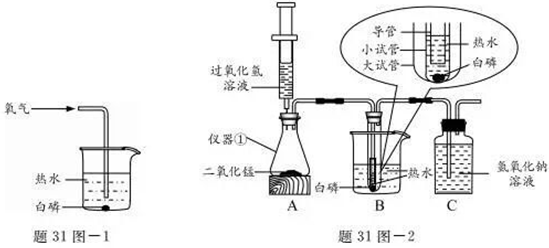 氧气
热水
白磷
题31图-1
过氧化氢
溶液
仪器①
二氧化锰
A
导管
小试管
大试管
热水
白磷
热水
白磷
B
氢氧化钠
溶液
C
题31图-2